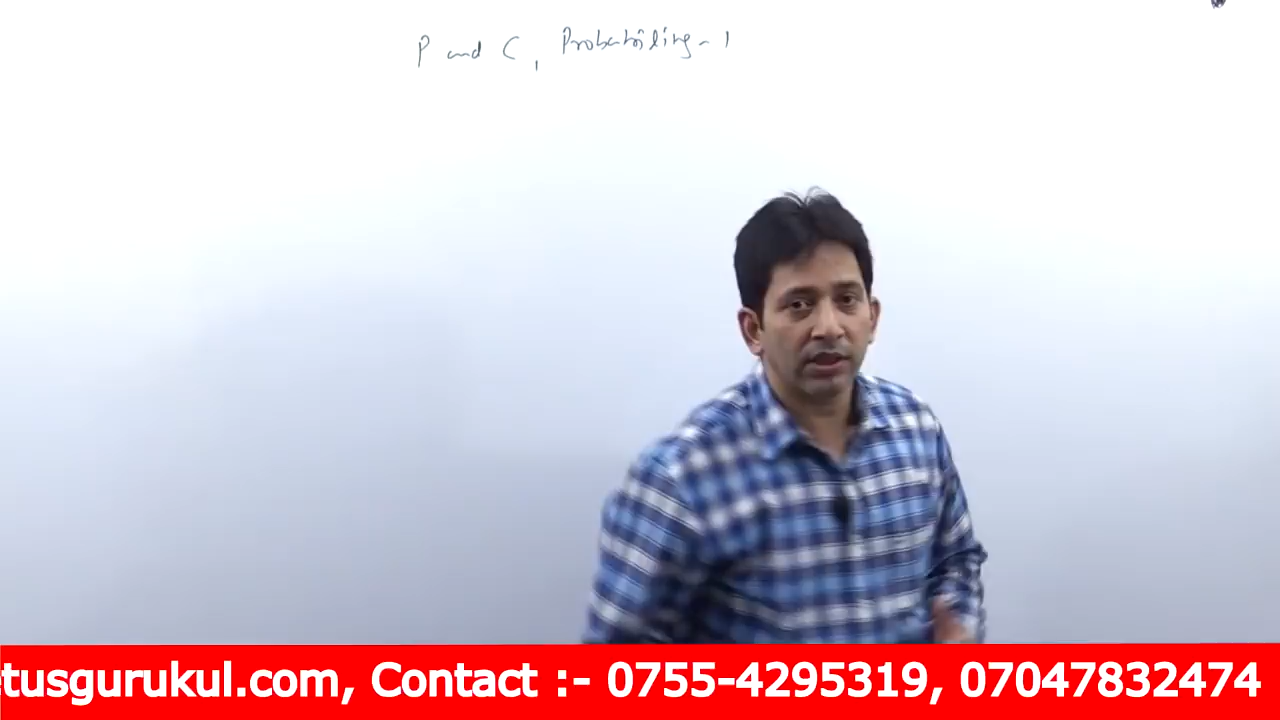 P and C, Probability - 1
tusgurukul.com, Contact :- 0755-4295319, 07047832474